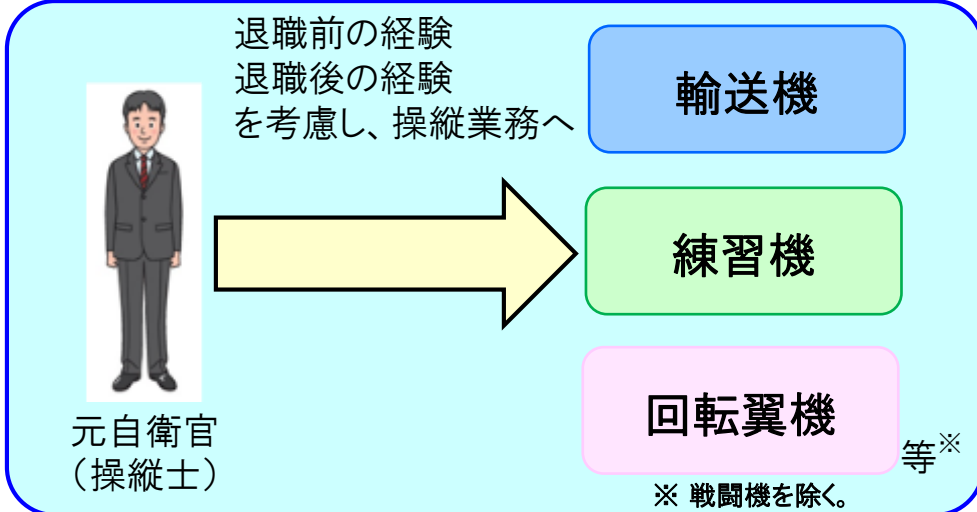 退職前の経験
退職後の経験
を考慮し、操縦業務へ
輸送機
練習機
回転翼機
等※
※ 戦闘機を除く。
元自衛官
（操縦士）